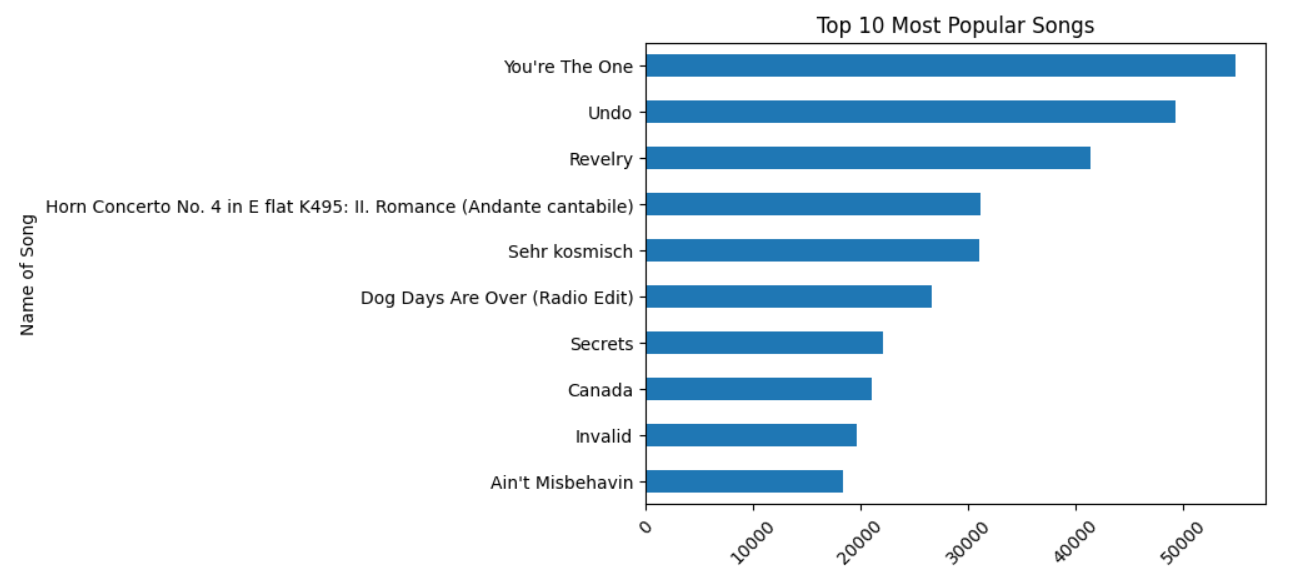 Top 10 Most Popular Songs
Name of Song
You're The One
Undo
Revelry
Horn Concerto No. 4 in E flat K495: II. Romance (Andante cantabile)
Sehr kosmisch
Dog Days Are Over (Radio Edit)
Secrets
Canada
Invalid
Ain't Misbehavin
0
10000
20000
30000
40000
50000